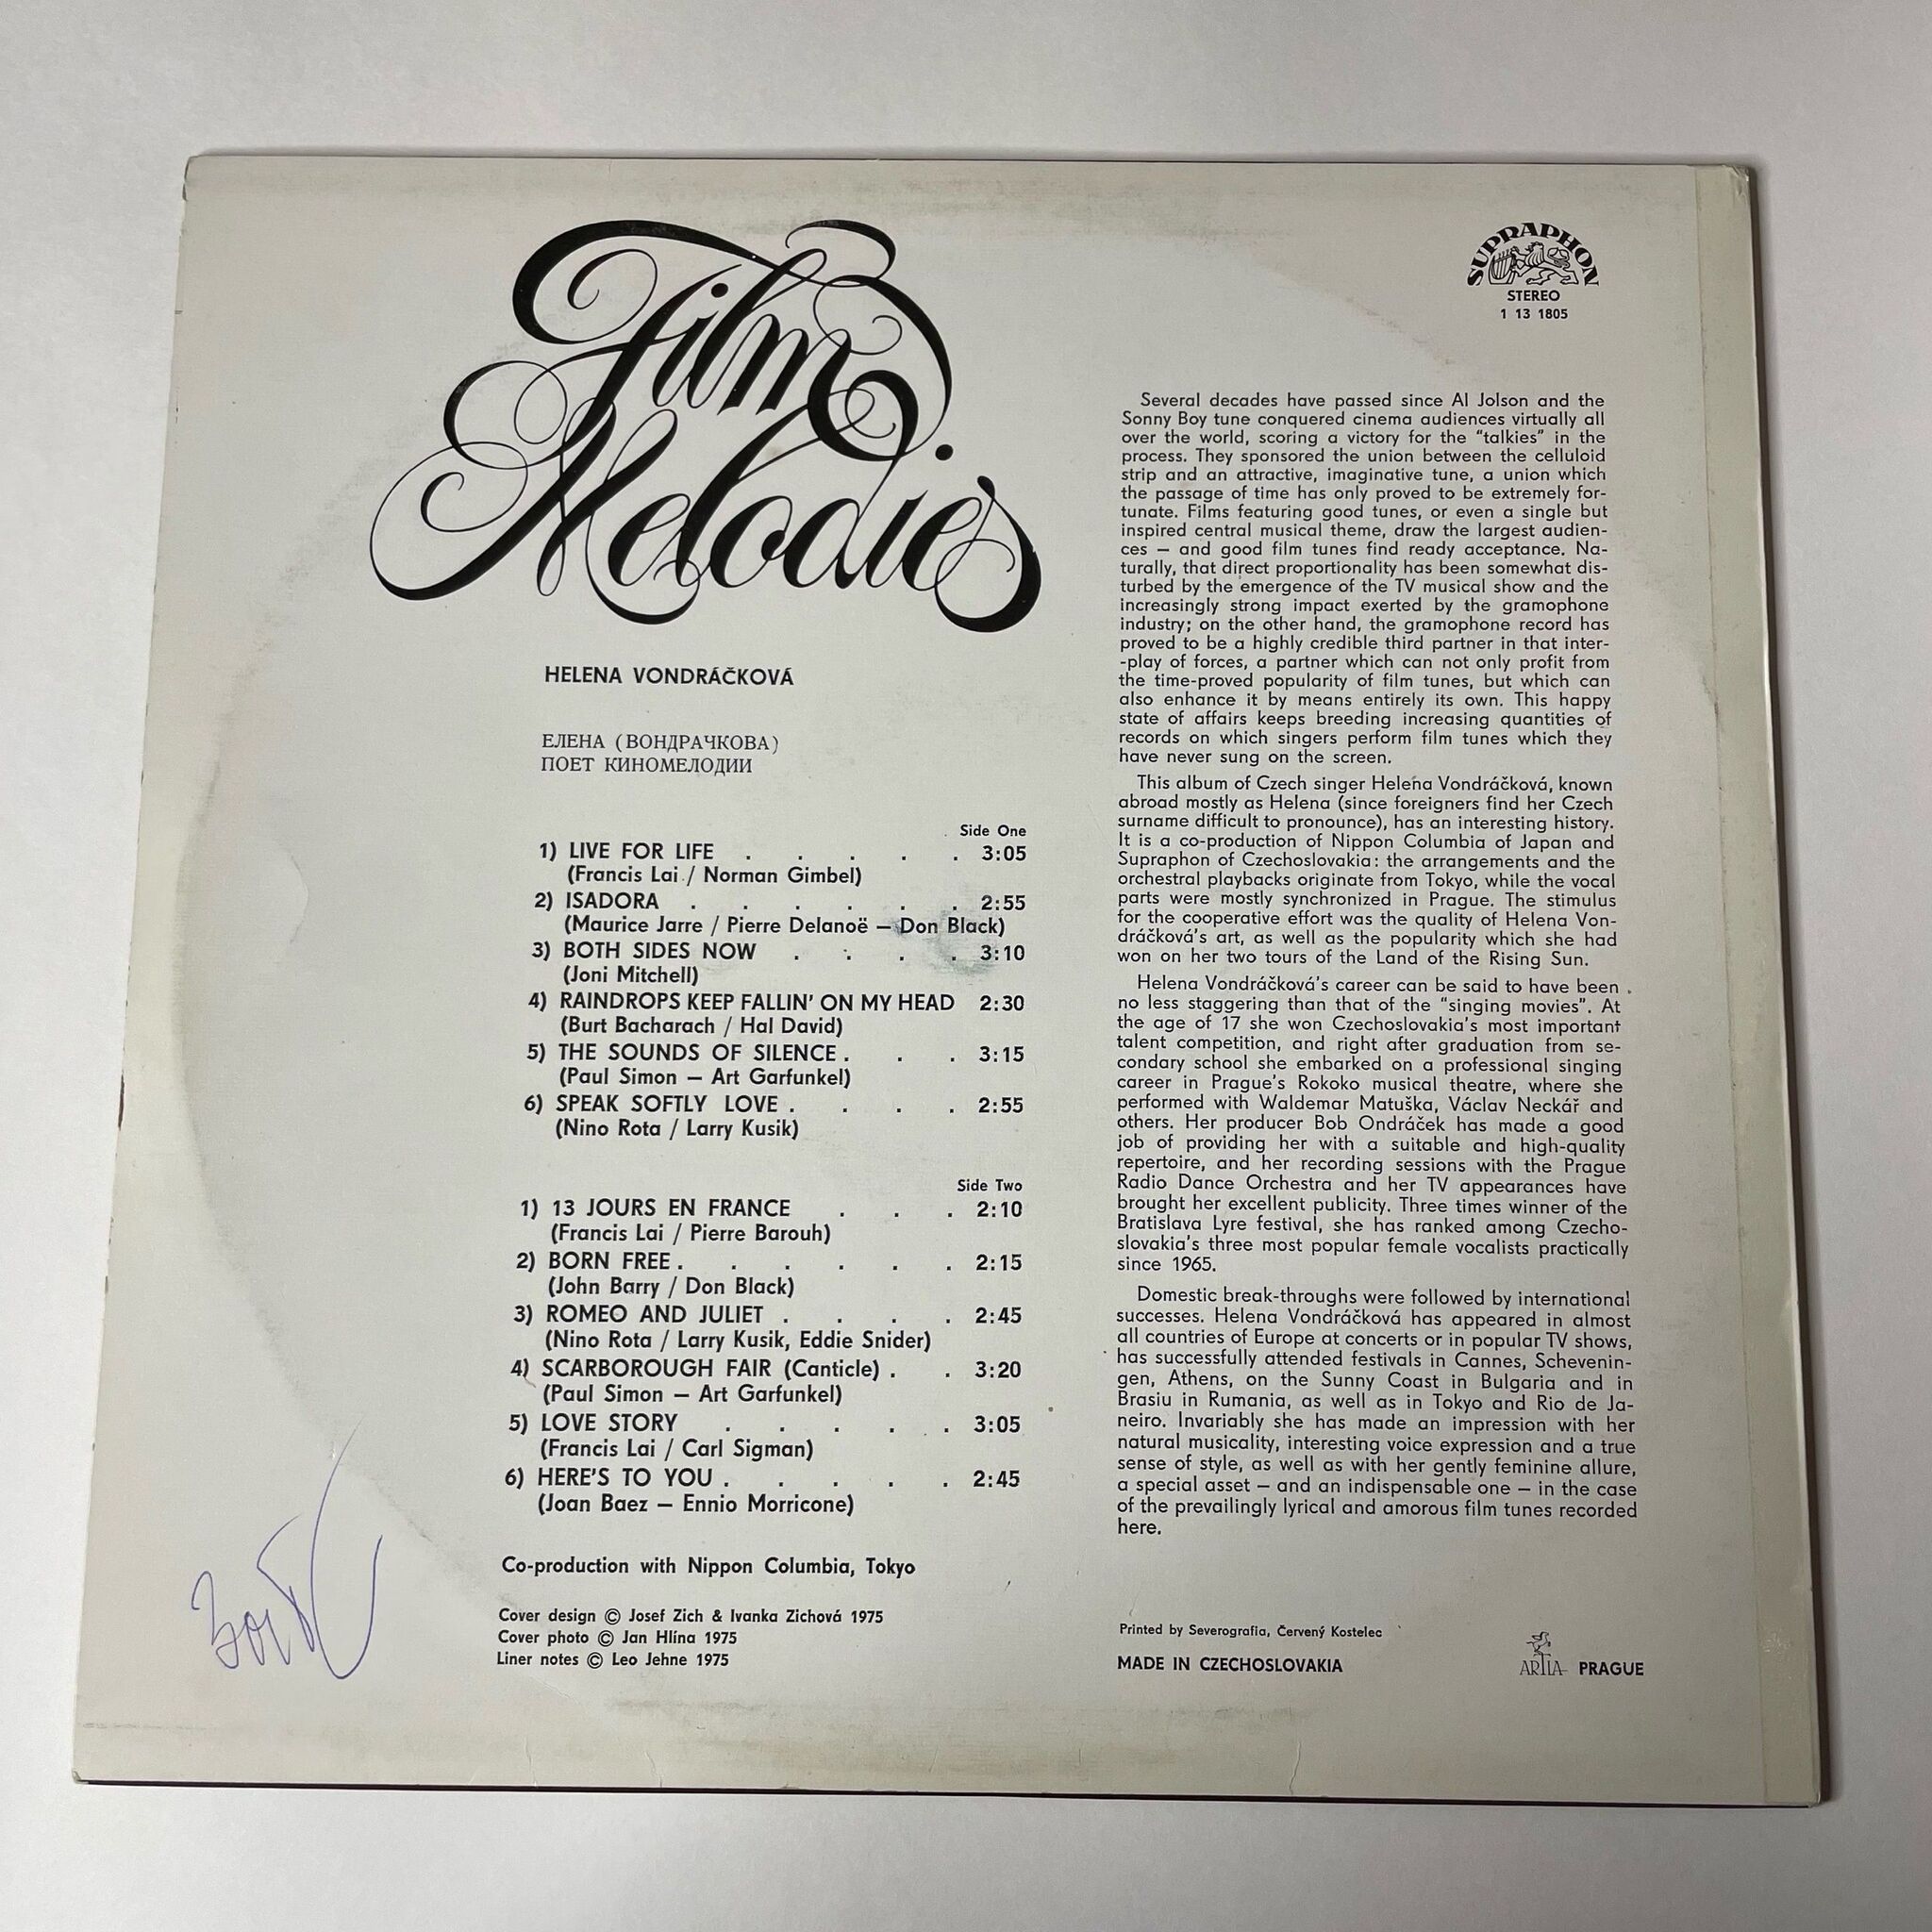 Film
Melodies
SUPRAPHON
STEREO
1 13 1805
HELENA VONDRÁČKOVÁ
ЕЛЕНА (ВОНДРАЧКОВА)
ПОЕТ КИНОМЕЛОДИИ
Side One
1) LIVE FOR LIFE . . . . . 3:05
(Francis Lai / Norman Gimbel)
2) ISADORA . . . . . . 2:55
(Maurice Jarre / Pierre Delanoë – Don Black)
3) BOTH SIDES NOW . . . . 3:10
(Joni Mitchell)
4) RAINDROPS KEEP FALLIN' ON MY HEAD 2:30
(Burt Bacharach / Hal David)
5) THE SOUNDS OF SILENCE . . . 3:15
(Paul Simon – Art Garfunkel)
6) SPEAK SOFTLY LOVE . . . . 2:55
(Nino Rota / Larry Kusik)
Side Two
1) 13 JOURS EN FRANCE . . . 2:10
(Francis Lai / Pierre Barouh)
2) BORN FREE . . . . . . 2:15
(John Barry / Don Black)
3) ROMEO AND JULIET . . . . 2:45
(Nino Rota / Larry Kusik, Eddie Snider)
4) SCARBOROUGH FAIR (Canticle) . . 3:20
(Paul Simon – Art Garfunkel)
5) LOVE STORY . . . . . 3:05
(Francis Lai / Carl Sigman)
6) HERE'S TO YOU . . . . . 2:45
(Joan Baez – Ennio Morricone)
Co-production with Nippon Columbia, Tokyo
Cover design © Josef Zich & Ivanka Zichová 1975
Cover photo © Jan Hlína 1975
Liner notes © Leo Jehne 1975
Several decades have passed since Al Jolson and the
Sonny Boy tune conquered cinema audiences virtually all
over the world, scoring a victory for the “talkies” in the
process. They sponsored the union between the celluloid
strip and an attractive, imaginative tune, a union which
the passage of time has only proved to be extremely for-
tunate. Films featuring good tunes, or even a single but
inspired central musical theme, draw the largest audien-
ces – and good film tunes find ready acceptance. Na-
turally, that direct proportionality has been somewhat dis-
turbed by the emergence of the TV musical show and the
increasingly strong impact exerted by the gramophone
industry; on the other hand, the gramophone record has
proved to be a highly credible third partner in that inter-
-play of forces, a partner which can not only profit from
the time-proved popularity of film tunes, but which can
also enhance it by means entirely its own. This happy
state of affairs keeps breeding increasing quantities of
records on which singers perform film tunes which they
have never sung on the screen.
This album of Czech singer Helena Vondráčková, known
abroad mostly as Helena (since foreigners find her Czech
surname difficult to pronounce), has an interesting history.
It is a co-production of Nippon Columbia of Japan and
Supraphon of Czechoslovakia: the arrangements and the
orchestral playbacks originate from Tokyo, while the vocal
parts were mostly synchronized in Prague. The stimulus
for the cooperative effort was the quality of Helena Von-
dráčková's art, as well as the popularity which she had
won on her two tours of the Land of the Rising Sun.
Helena Vondráčková's career can be said to have been
no less staggering than that of the “singing movies”. At
the age of 17 she won Czechoslovakia's most important
talent competition, and right after graduation from se-
condary school she embarked on a professional singing
career in Prague's Rokoko musical theatre, where she
performed with Waldemar Matuška, Václav Neckář and
others. Her producer Bob Ondráček has made a good
job of providing her with a suitable and high-quality
repertoire, and her recording sessions with the Prague
Radio Dance Orchestra and her TV appearances have
brought her excellent publicity. Three times winner of the
Bratislava Lyre festival, she has ranked among Czecho-
slovakia's three most popular female vocalists practically
since 1965.
Domestic break-throughs were followed by international
successes. Helena Vondráčková has appeared in almost
all countries of Europe at concerts or in popular TV shows,
has successfully attended festivals in Cannes, Schevenin-
gen, Athens, on the Sunny Coast in Bulgaria and in
Brasiu in Rumania, as well as in Tokyo and Rio de Ja-
neiro. Invariably she has made an impression with her
natural musicality, interesting voice expression and a true
sense of style, as well as with her gently feminine allure,
a special asset – and an indispensable one – in the case
of the prevailingly lyrical and amorous film tunes recorded
here.
Printed by Severografia, Červený Kostelec
MADE IN CZECHOSLOVAKIA
ARTIA PRAGUE